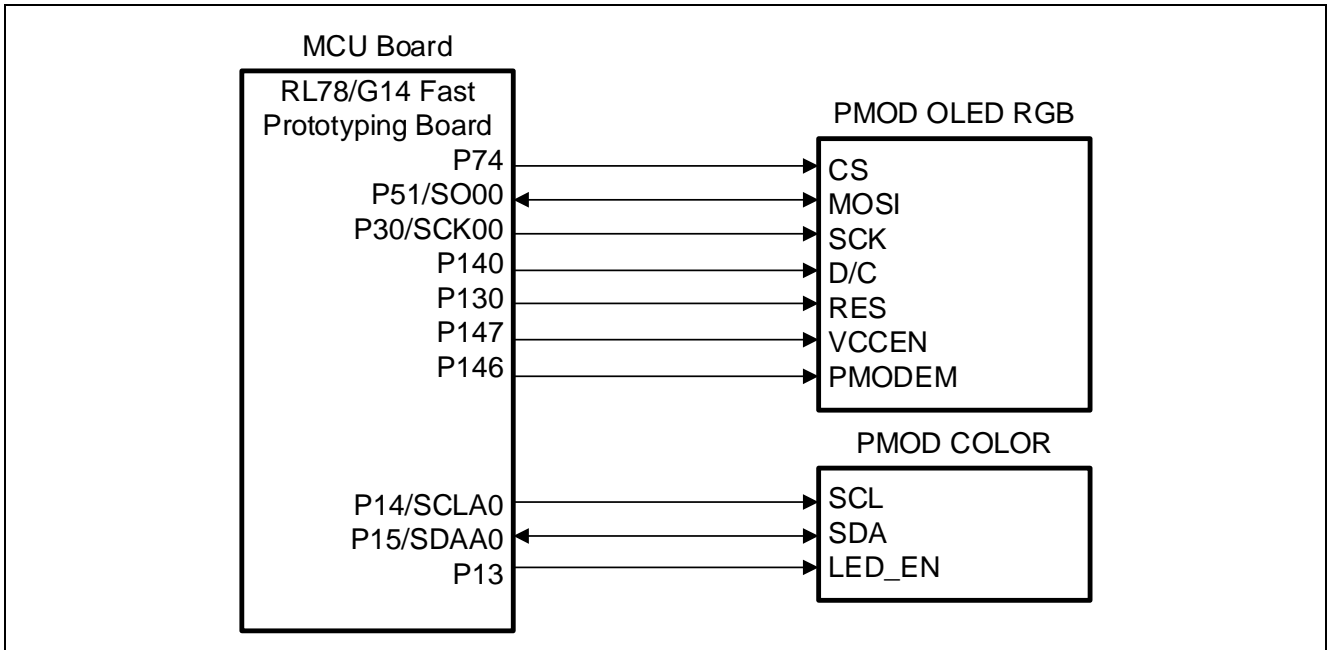 MCU Board
RL78/G14 Fast
Prototyping Board
P74
P51/SO00
P30/SCK00
P140
P130
P147
P146
P14/SCLA0
P15/SDAA0
P13
PMOD OLED RGB
CS
MOSI
SCK
D/C
RES
VCCEN
PMODEM
PMOD COLOR
SCL
SDA
LED_EN